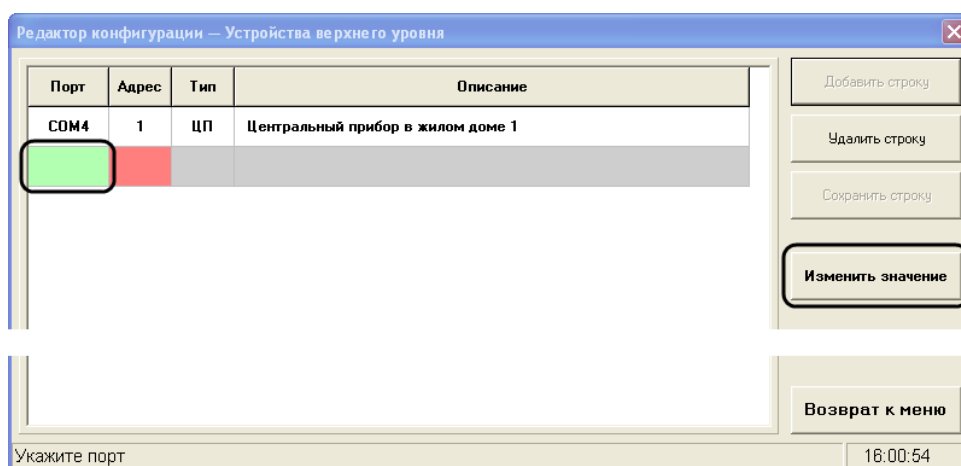 Редактор конфигурации — Устройства верхнего уровня
Порт Адрес Тип Описание
COM4 1 ЦП Центральный прибор в жилом доме 1
Добавить строку
Удалить строку
Сохранить строку
Изменить значение
Возврат к меню
Укажите порт 16:00:54